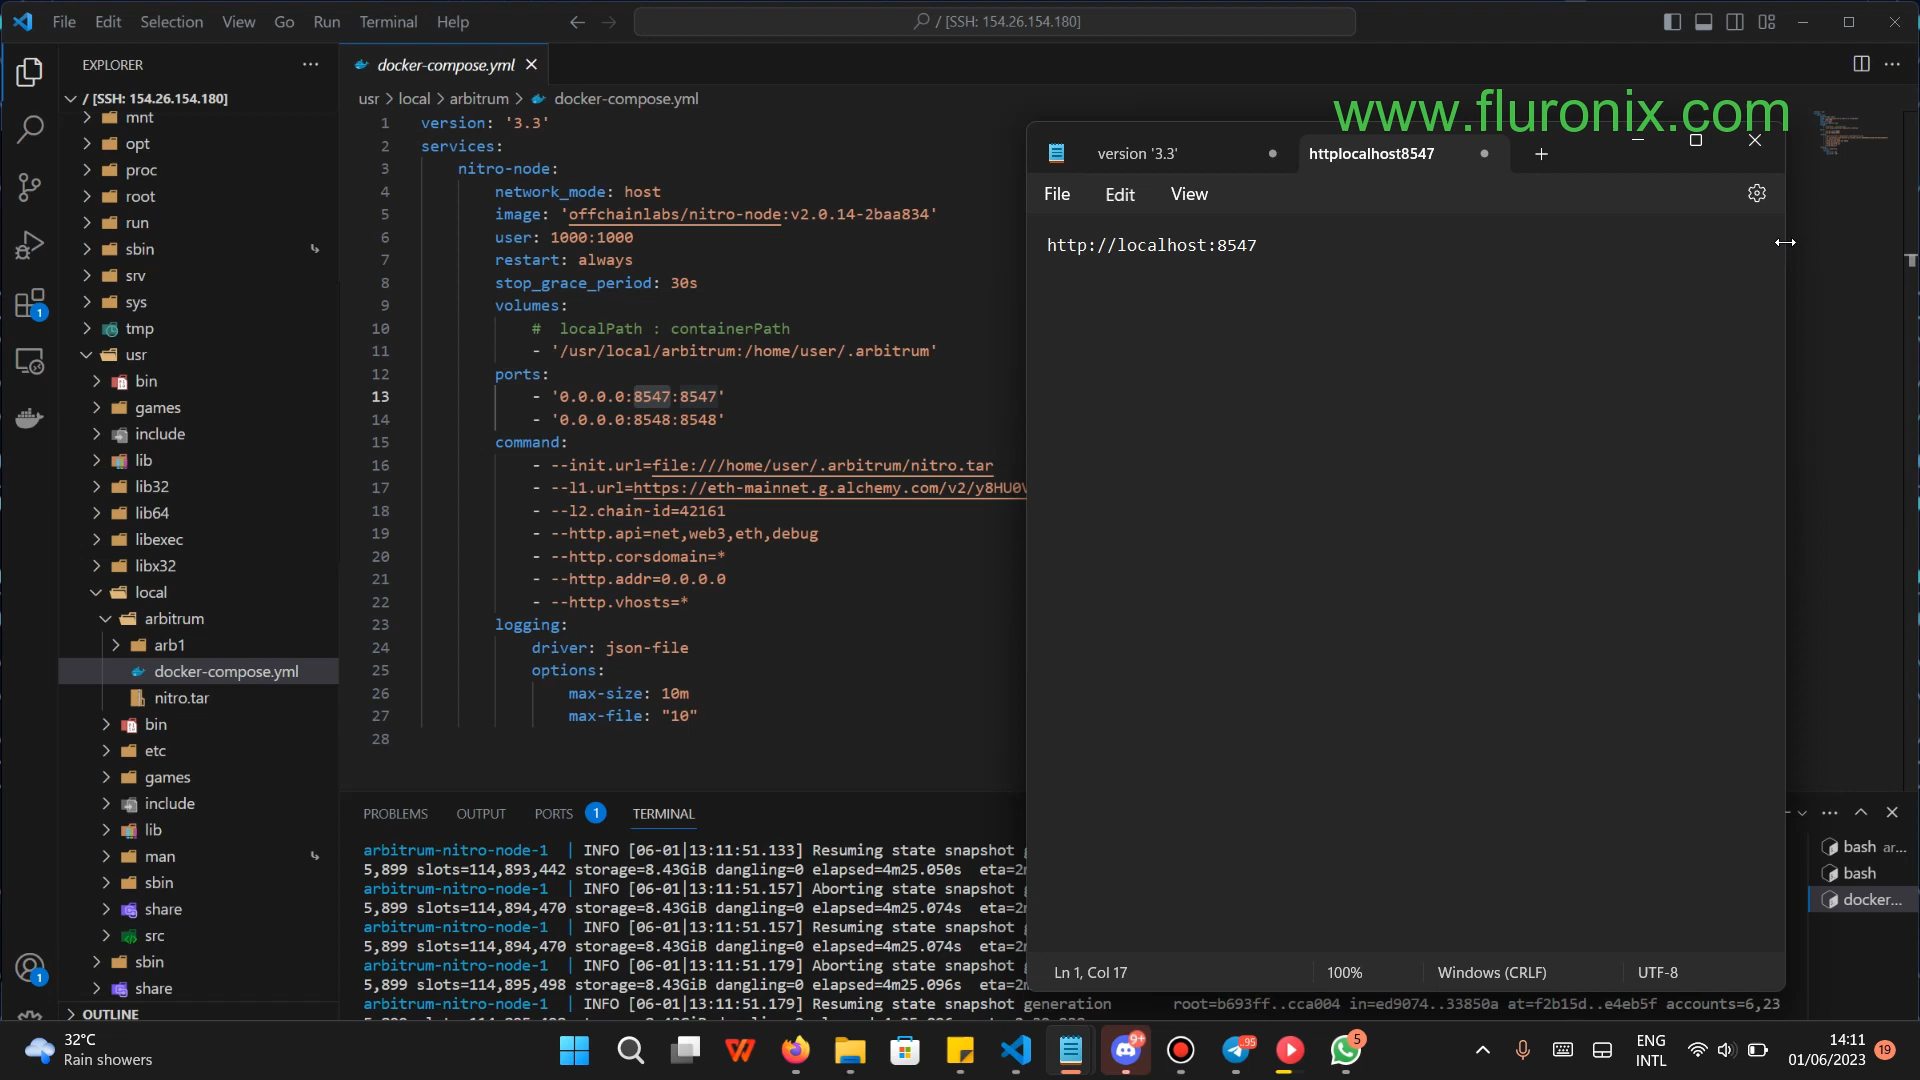 File Edit Selection View Go Run Terminal Help
/ [SSH: 154.26.154.180]
EXPLORER
docker-compose.yml
/ [SSH: 154.26.154.180]
usr > local > arbitrum > docker-compose.yml
www.fluronix.com
mnt
opt
proc
root
run
sbin
srv
sys
tmp
usr
bin
games
include
lib
lib32
lib64
libexec
libx32
local
arbitrum
arb1
docker-compose.yml
nitro.tar
bin
etc
games
include
lib
man
sbin
share
src
sbin
share
OUTLINE
1 version: '3.3'
2 services:
3 nitro-node:
4 network_mode: host
5 image: 'offchainlabs/nitro-node:v2.0.14-2baa834'
6 user: 1000:1000
7 restart: always
8 stop_grace_period: 30s
9 volumes:
10 # localPath : containerPath
11 - '/usr/local/arbitrum:/home/user/.arbitrum'
12 ports:
13 - '0.0.0.0:8547:8547'
14 - '0.0.0.0:8548:8548'
15 command:
16 - --init.url=file:///home/user/.arbitrum/nitro.tar
17 - --l1.url=https://eth-mainnet.g.alchemy.com/v2/y8HU0V
18 - --l2.chain-id=42161
19 - --http.api=net,web3,eth,debug
20 - --http.corsdomain=*
21 - --http.addr=0.0.0.0
22 - --http.vhosts=*
23 logging:
24 driver: json-file
25 options:
26 max-size: 10m
27 max-file: "10"
28
version '3.3' httplocalhost8547
File Edit View
http://localhost:8547
Ln 1, Col 17 100% Windows (CRLF) UTF-8
PROBLEMS OUTPUT PORTS 1 TERMINAL
arbitrum-nitro-node-1 | INFO [06-01|13:11:51.133] Resuming state snapshot g
5,899 slots=114,893,442 storage=8.43GiB dangling=0 elapsed=4m25.050s eta=2m
arbitrum-nitro-node-1 | INFO [06-01|13:11:51.157] Aborting state snapshot g
5,899 slots=114,894,470 storage=8.43GiB dangling=0 elapsed=4m25.074s eta=2m
arbitrum-nitro-node-1 | INFO [06-01|13:11:51.157] Resuming state snapshot g
5,899 slots=114,894,470 storage=8.43GiB dangling=0 elapsed=4m25.074s eta=2m
arbitrum-nitro-node-1 | INFO [06-01|13:11:51.179] Aborting state snapshot g
5,899 slots=114,895,498 storage=8.43GiB dangling=0 elapsed=4m25.096s eta=2m
arbitrum-nitro-node-1 | INFO [06-01|13:11:51.179] Resuming state snapshot generation root=b693ff..cca004 in=ed9074..33850a at=f2b15d..e4eb5f accounts=6,23
bash ar...
bash
docker...
1
1
32°C
Rain showers
9+
95
5
ENG
INTL
14:11
01/06/2023
19